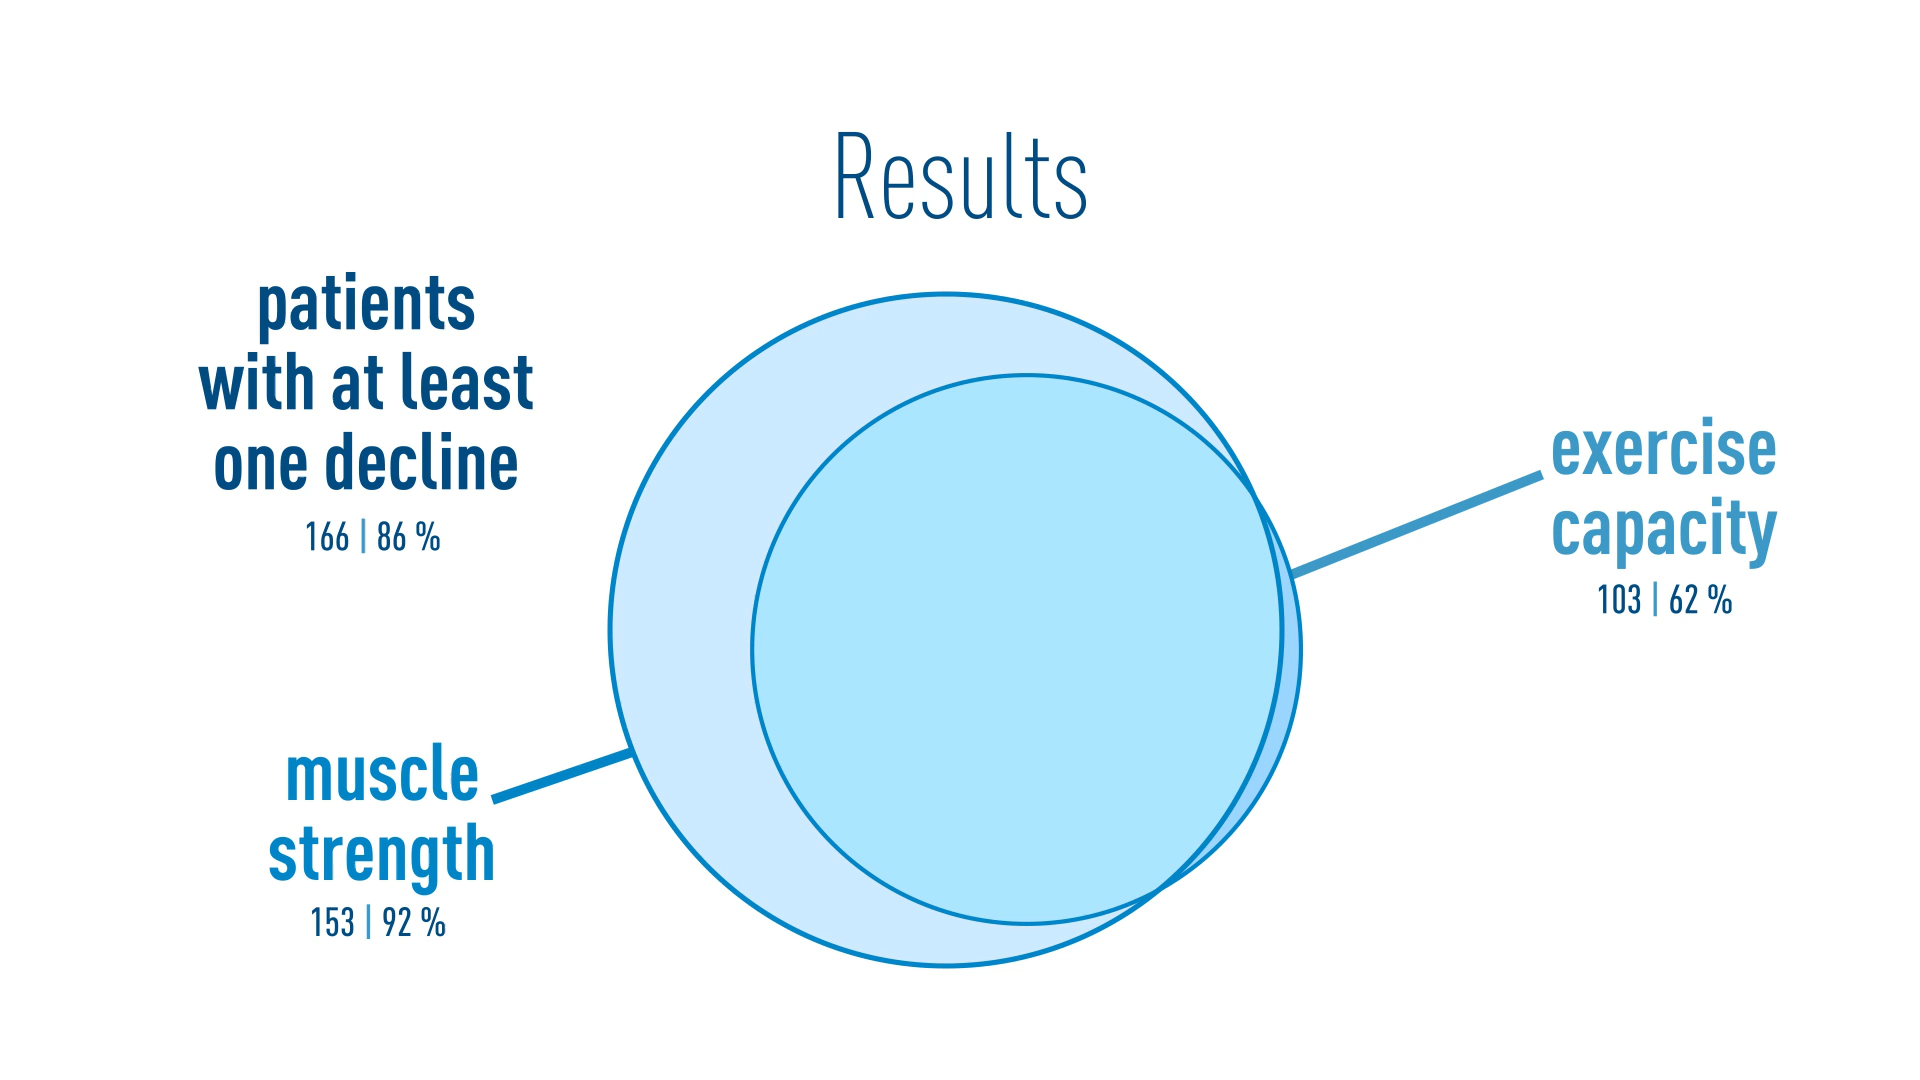 Results
patients
with at least
one decline
166 | 86 %
muscle
strength
153 | 92 %
exercise
capacity
103 | 62 %